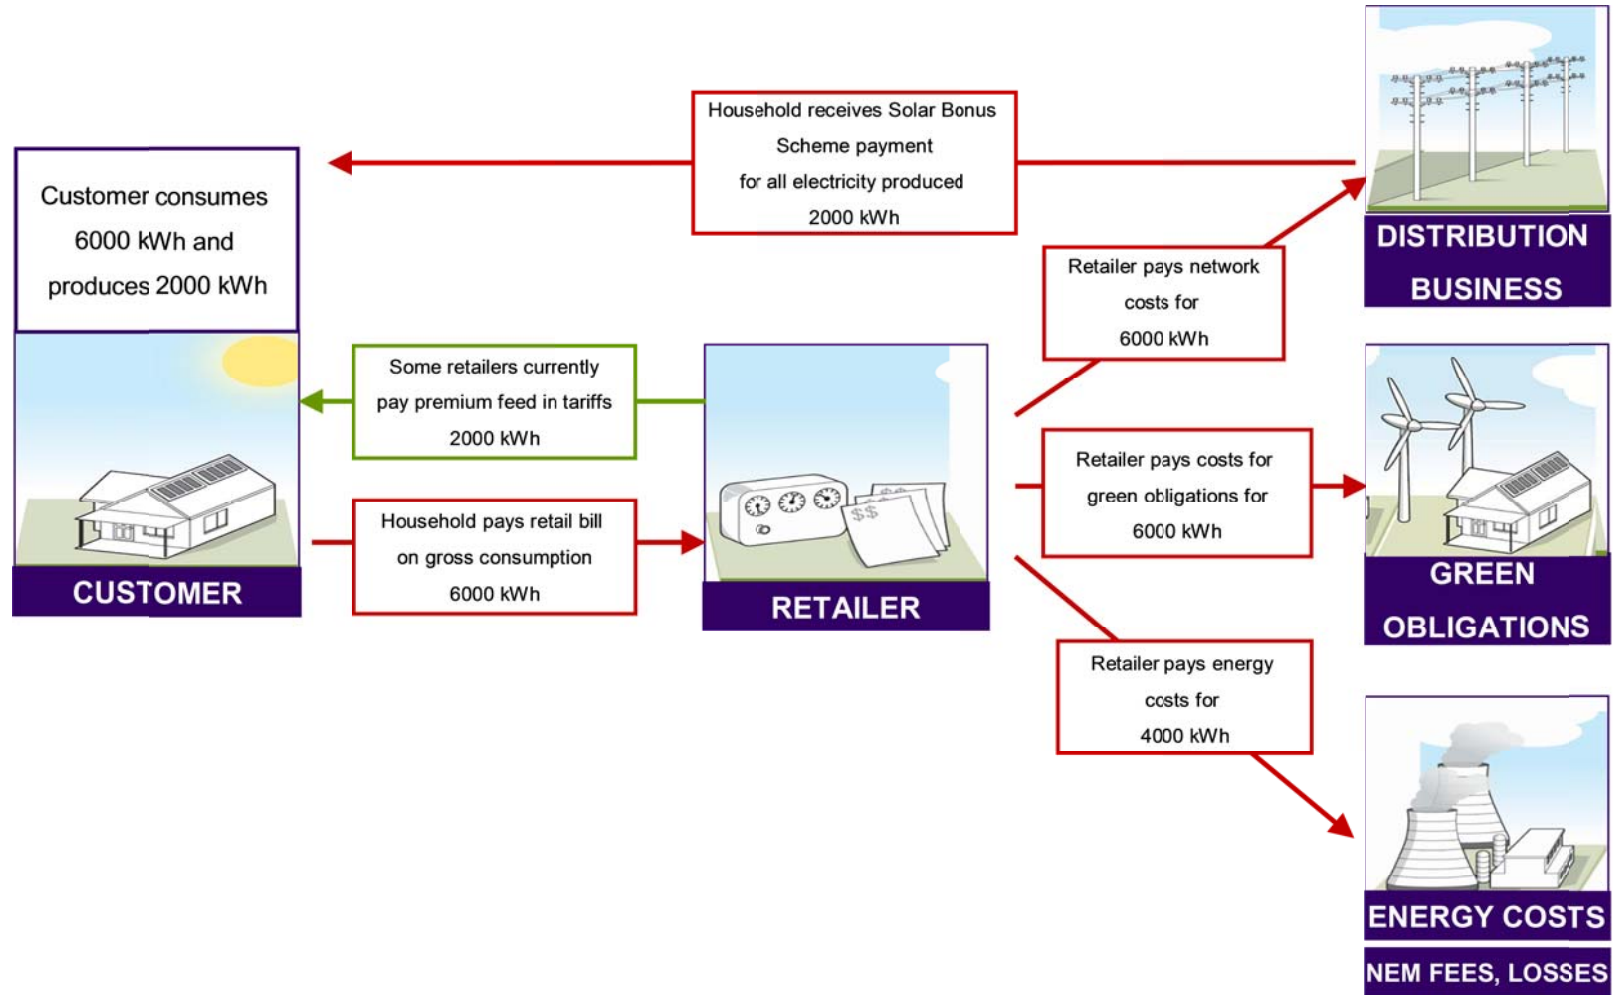 Household receives Solar Bonus
Scheme payment
for all electricity produced
2000 kWh
Customer consumes
6000 kWh and
produces 2000 kWh
DISTRIBUTION
BUSINESS
Retailer pays network
costs for
6000 kWh
Some retailers currently
pay premium feed in tariffs
2000 kWh
Retailer pays costs for
green obligations for
6000 kWh
$$
$$
Household pays retail bill
on gross consumption
6000 kWh
CUSTOMER
RETAILER
GREEN
OBLIGATIONS
Retailer pays energy
costs for
4000 kWh
ENERGY COSTS
NEM FEES, LOSSES